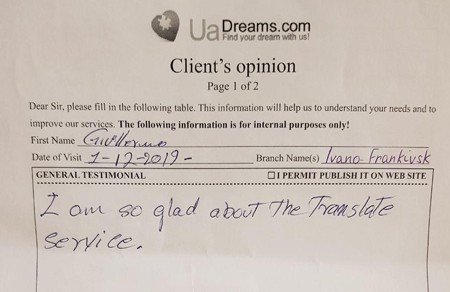 UaDreams.com
Find your dream with us!
Client's opinion
Page 1 of 2
Dear Sir, please fill in the following table. This information will help us to understand your needs and to
improve our services. The following information is for internal purposes only!
First Name Guillermo
Date of Visit 1-12-2019- Branch Name(s) Ivano-Frankivsk
GENERAL TESTIMONIAL ☐ I PERMIT PUBLISH IT ON WEB SITE
I am so glad about The Translate
service.